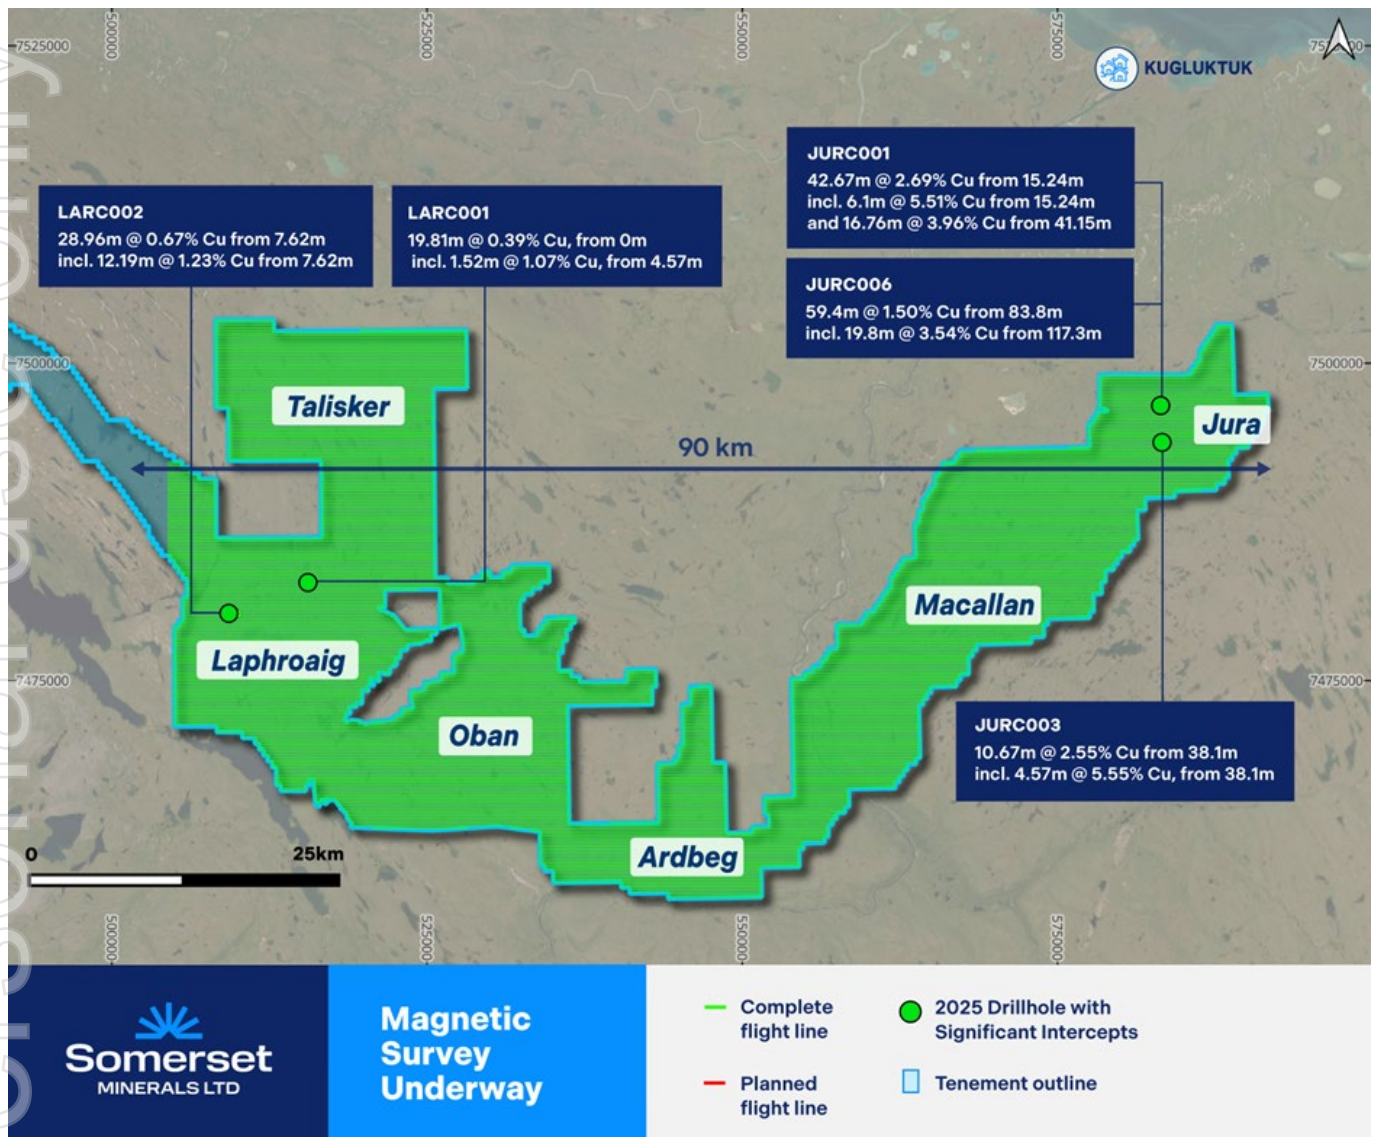 500000
525000
550000
575000
7525000
KUGLUKTUK
JURC001
42.67m @ 2.69% Cu from 15.24m
incl. 6.1m @ 5.51% Cu from 15.24m
and 16.76m @ 3.96% Cu from 41.15m
LARC002
28.96m @ 0.67% Cu from 7.62m
incl. 12.19m @ 1.23% Cu from 7.62m
LARC001
19.81m @ 0.39% Cu, from 0m
incl. 1.52m @ 1.07% Cu, from 4.57m
JURC006
59.4m @ 1.50% Cu from 83.8m
incl. 19.8m @ 3.54% Cu from 117.3m
7500000
7500000
Talisker
Jura
90 km
Macallan
Laphroaig
7475000
7475000
Oban
JURC003
10.67m @ 2.55% Cu from 38.1m
incl. 4.57m @ 5.55% Cu, from 38.1m
Ardbeg
0
25km
500000
525000
550000
575000
Somerset
MINERALS LTD
Magnetic
Survey
Underway
Complete
flight line
Planned
flight line
2025 Drillhole with
Significant Intercepts
Tenement outline